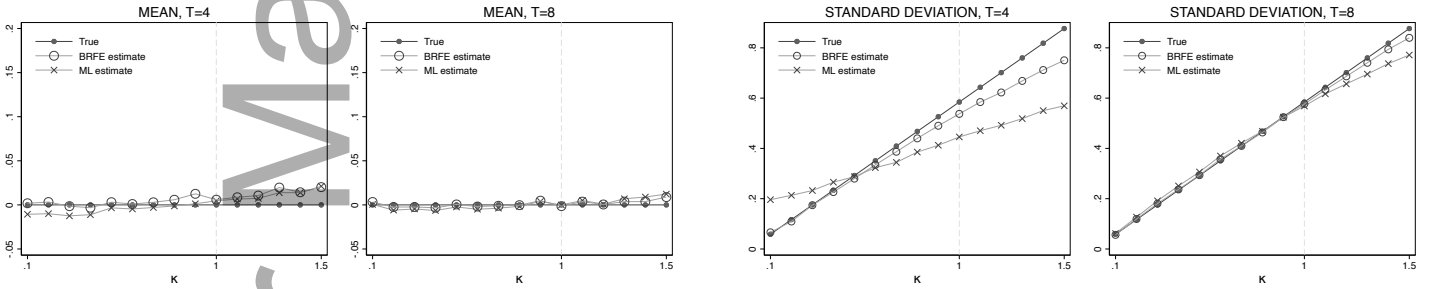 MEAN, T=4
.2
.15
.1
.05
0
-.05
True
BRFE estimate
ML estimate
.1
1
1.5
κ
MEAN, T=8
.2
.15
.1
.05
0
-.05
True
BRFE estimate
ML estimate
.1
1
1.5
κ
STANDARD DEVIATION, T=4
.8
.6
.4
.2
0
True
BRFE estimate
ML estimate
.1
1
1.5
κ
STANDARD DEVIATION, T=8
.8
.6
.4
.2
0
True
BRFE estimate
ML estimate
.1
1
1.5
κ
Ma